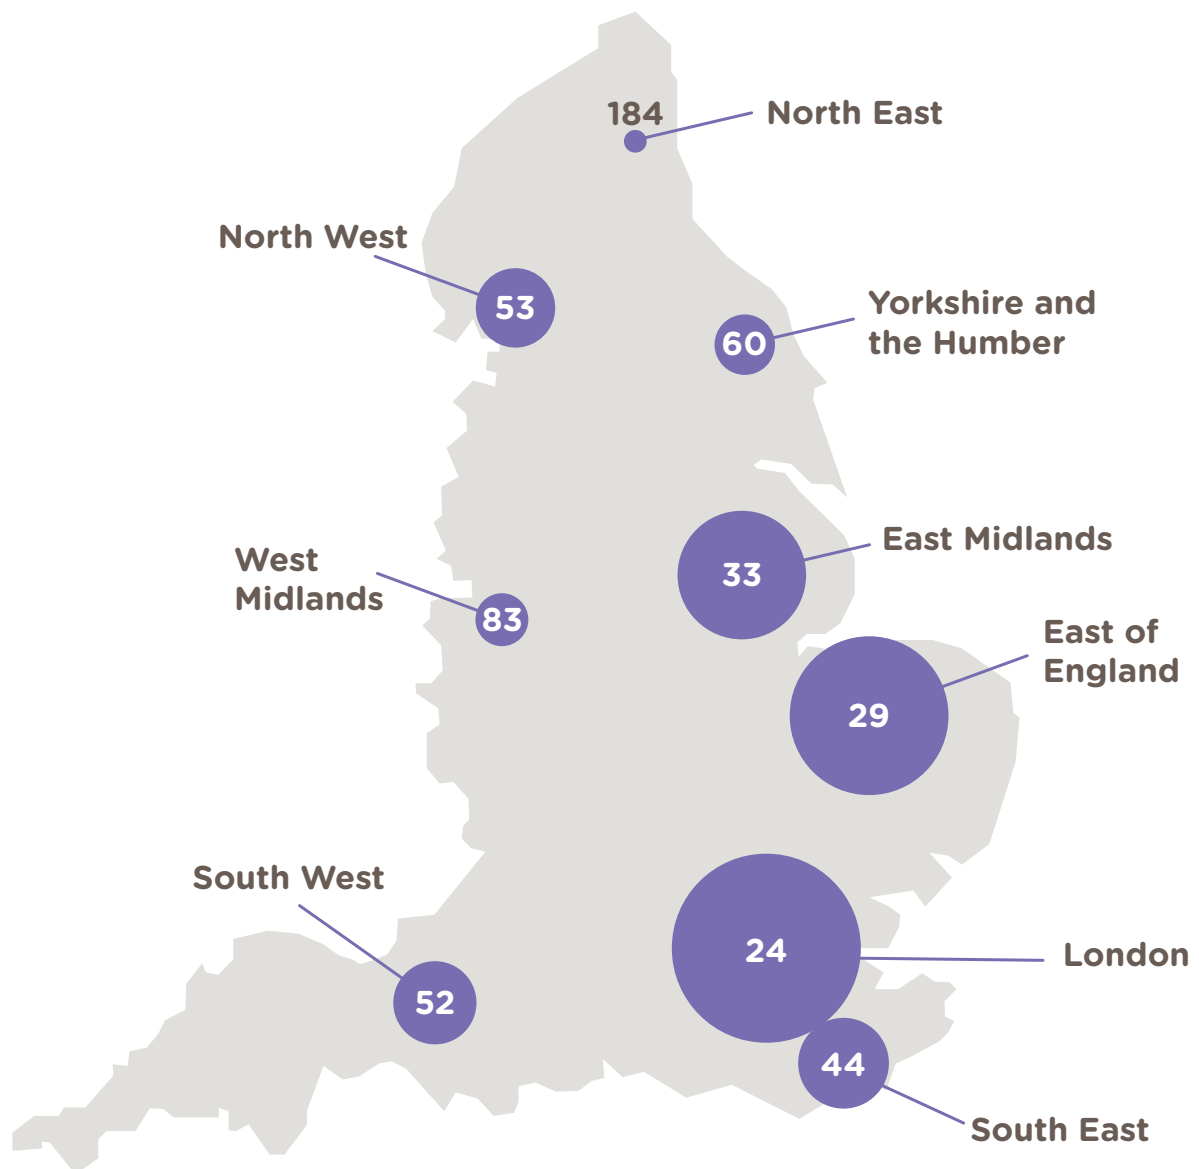 184
North East
North West
53
Yorkshire and
the Humber
60
East Midlands
33
West
Midlands
83
East of
England
29
South West
52
24
London
44
South East